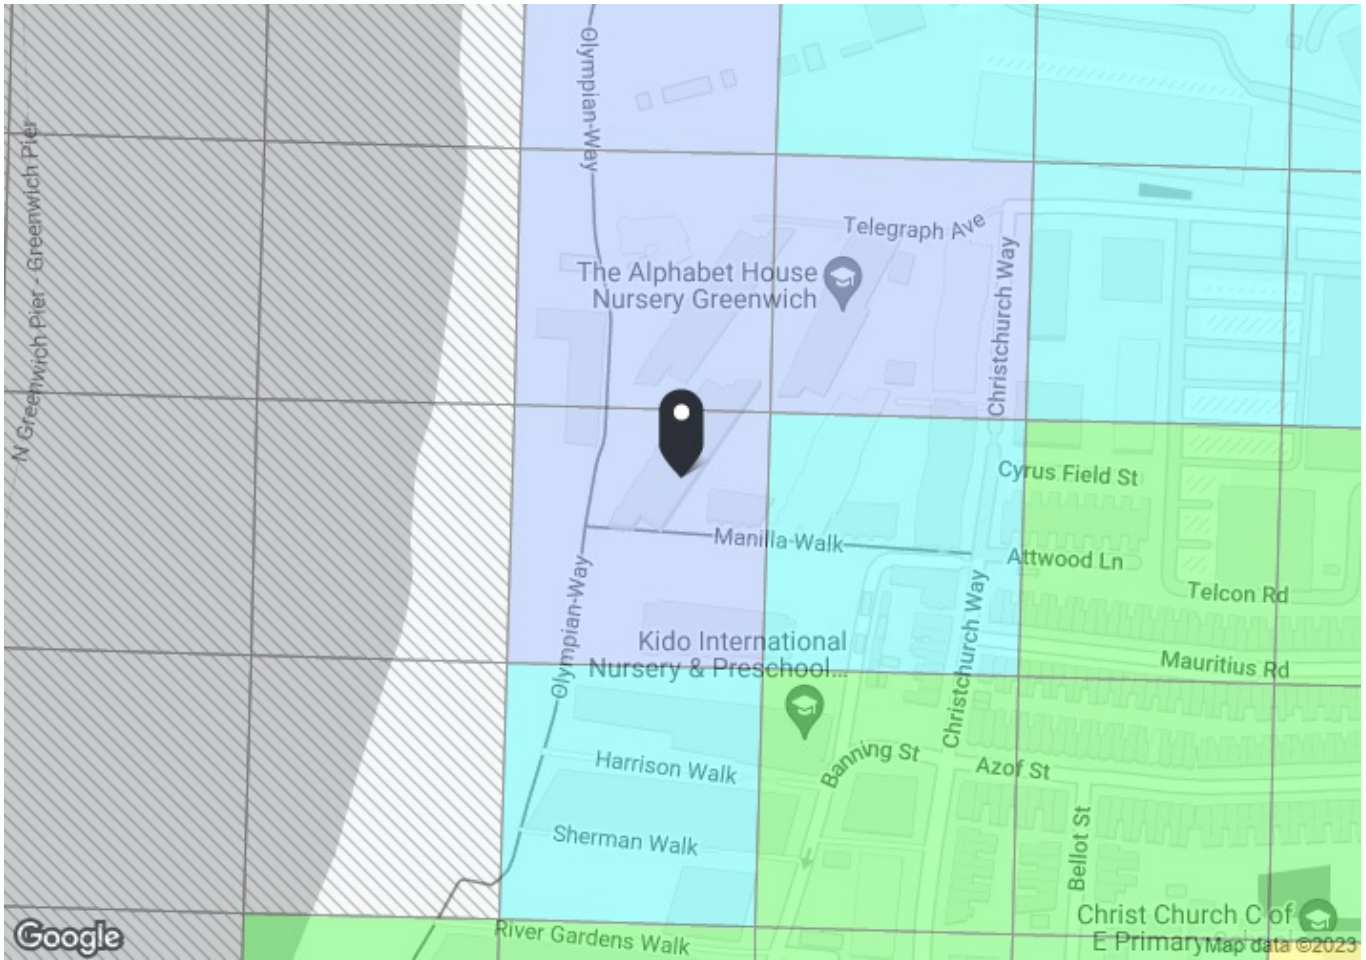 Olympian-Way
N Greenwich Pier - Greenwich Pier
Telegraph Ave
The Alphabet House
Nursery Greenwich
Christchurch Way
Cyrus Field St
Manilla-Walk
Attwood Ln
Telcon Rd
Olympian-Way
Kido International
Nursery & Preschool...
Christchurch Way
Mauritius Rd
Harrison Walk
Banning St
Azof St
Sherman Walk
Bellot St
Christ Church C of
E Primary
River Gardens Walk
Google
Map data ©2023